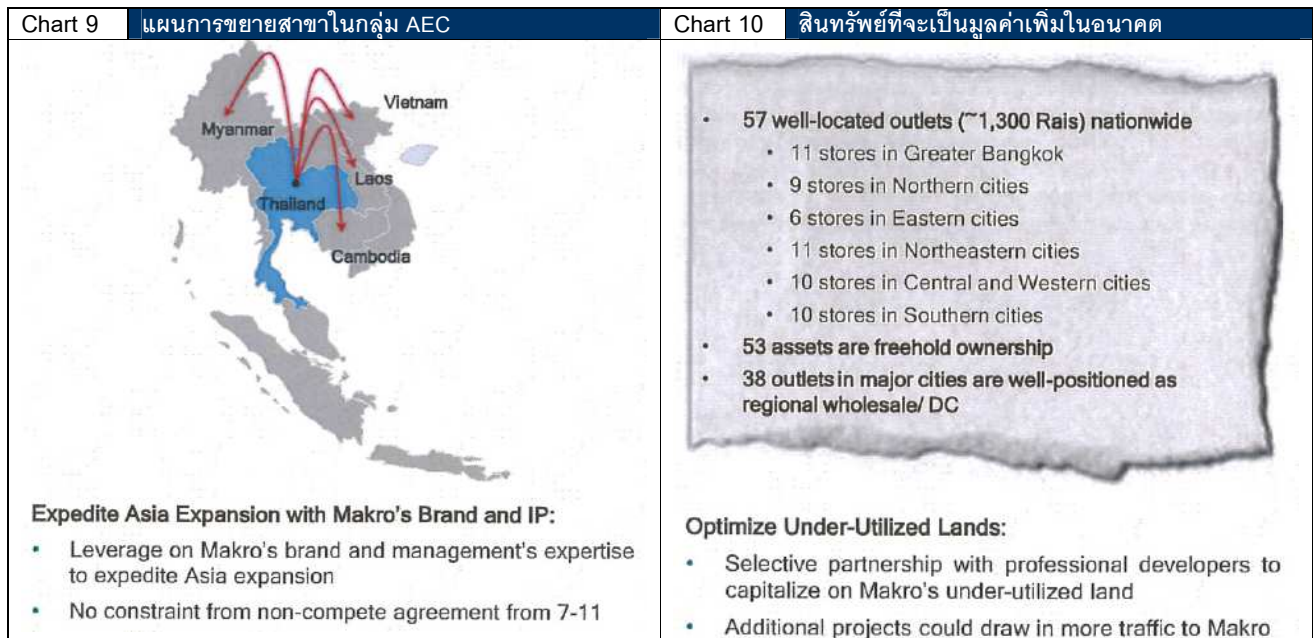 Chart 9 แผนการขยายสาขาในกลุ่ม AEC
Vietnam
Myanmar
Laos
Thailand
Cambodia
Expedite Asia Expansion with Makro's Brand and IP:
• Leverage on Makro's brand and management's expertise
to expedite Asia expansion
• No constraint from non-compete agreement from 7-11
Chart 10 สินทรัพย์ที่จะเป็นมูลค่าเพิ่มในอนาคต
• 57 well-located outlets (~1,300 Rais) nationwide
• 11 stores in Greater Bangkok
• 9 stores in Northern cities
• 6 stores in Eastern cities
• 11 stores in Northeastern cities
• 10 stores in Central and Western cities
• 10 stores in Southern cities
• 53 assets are freehold ownership
• 38 outlets in major cities are well-positioned as
regional wholesale/ DC
Optimize Under-Utilized Lands:
• Selective partnership with professional developers to
capitalize on Makro's under-utilized land
• Additional projects could draw in more traffic to Makro